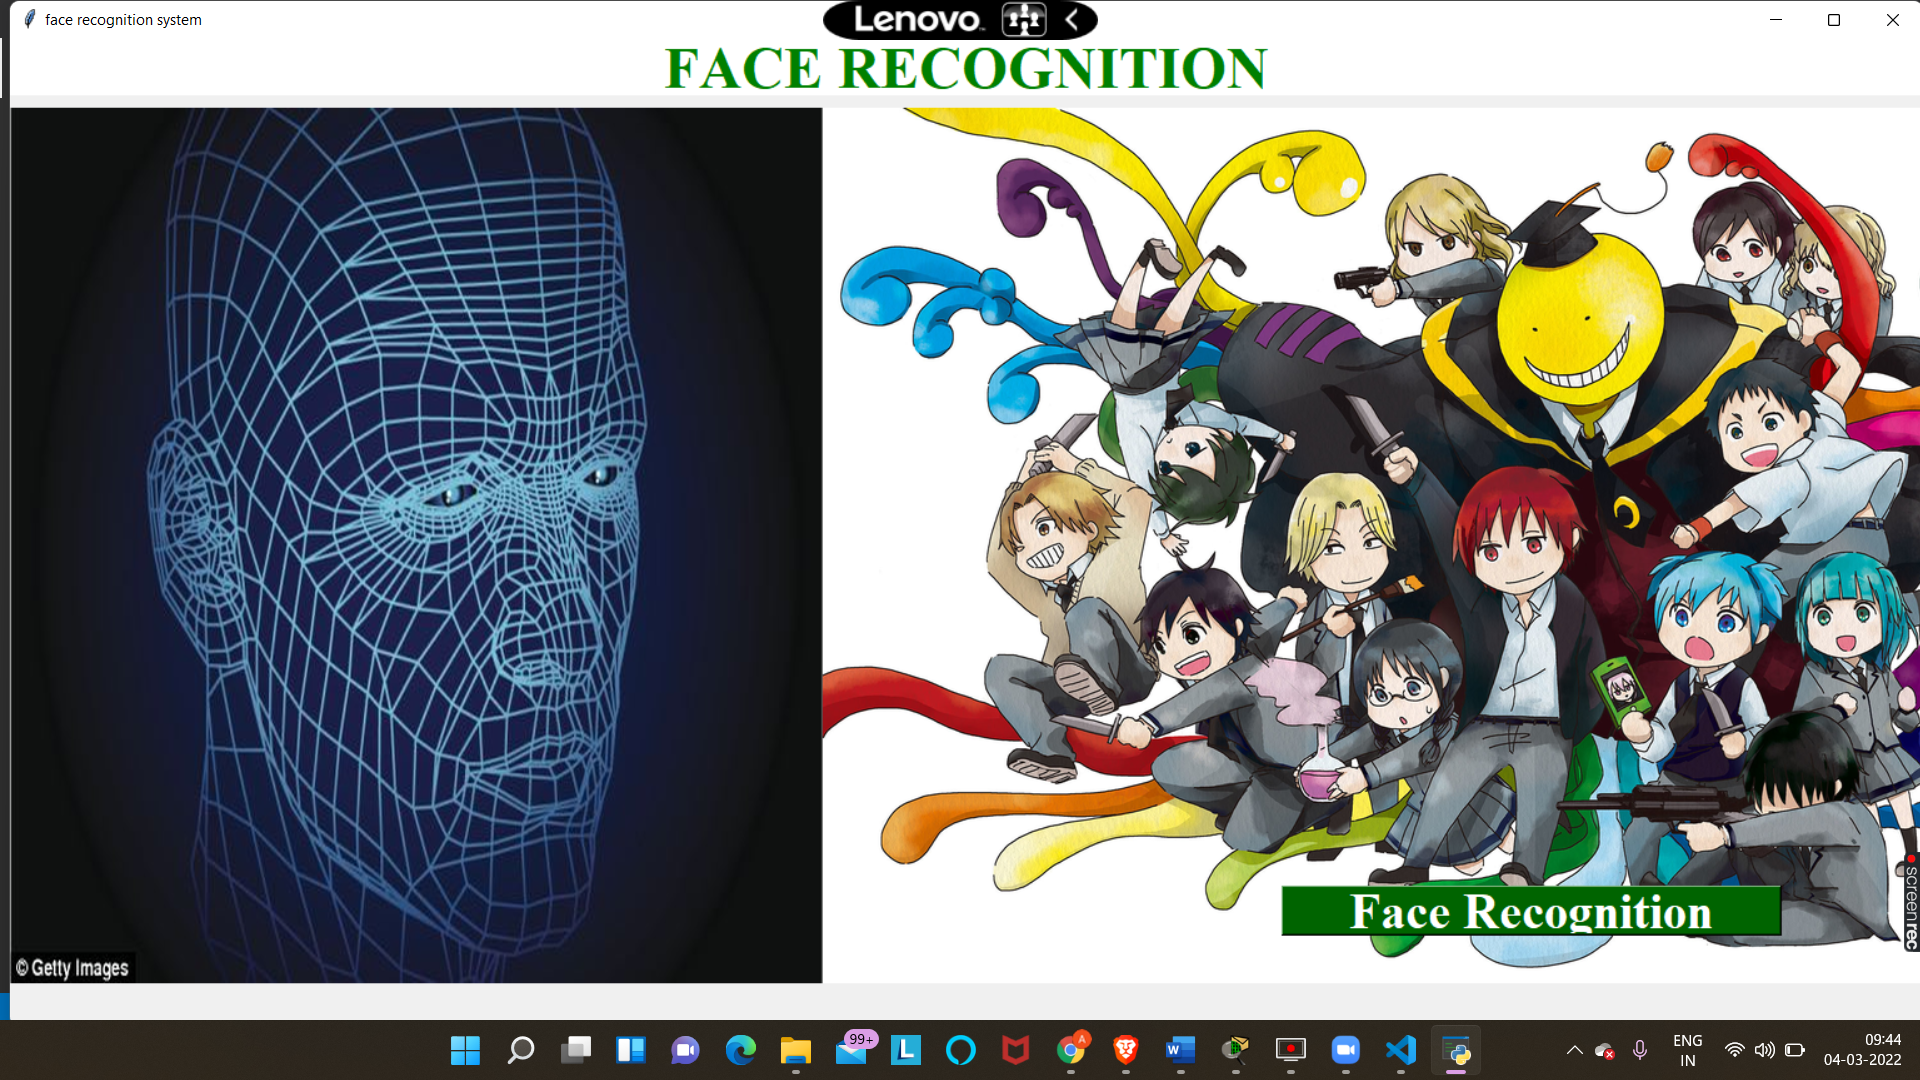 face recognition system
Lenovo
FACE RECOGNITION
© Getty Images
Face Recognition
screenrec
99+
L
A
W
ENG
IN
09:44
04-03-2022